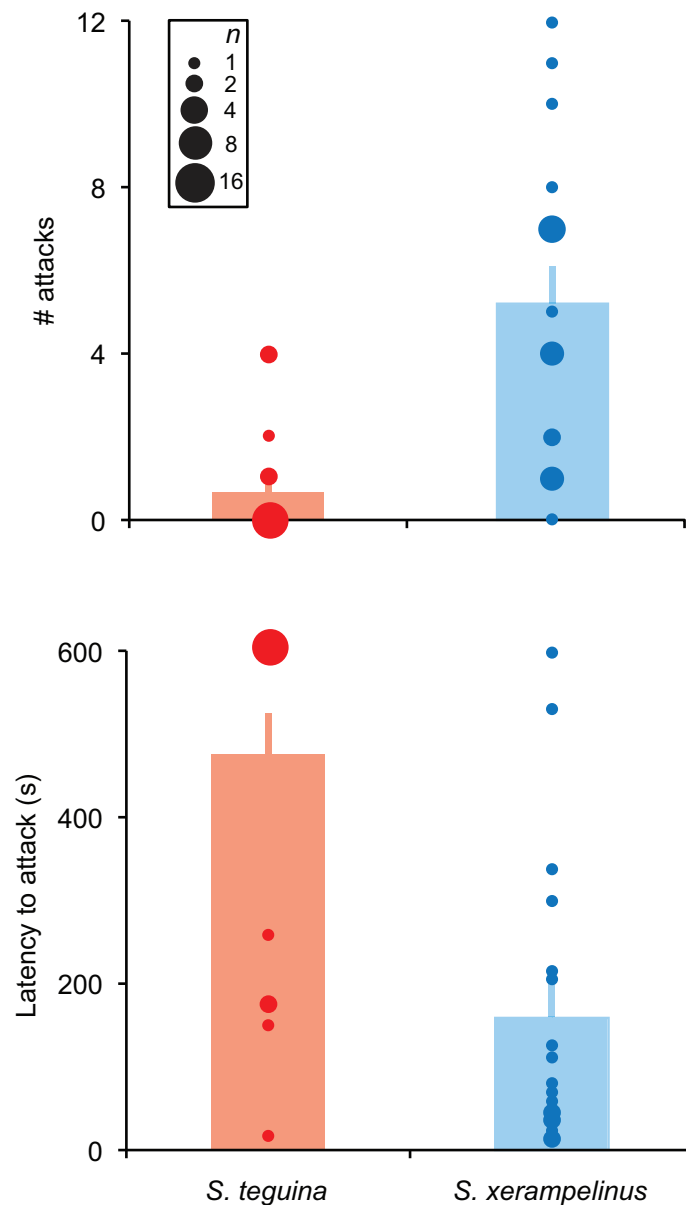 12
n
1
2
4
8
16
8
4
0
# attacks
600
400
200
0
Latency to attack (s)
S. teguina
S. xerampelinus